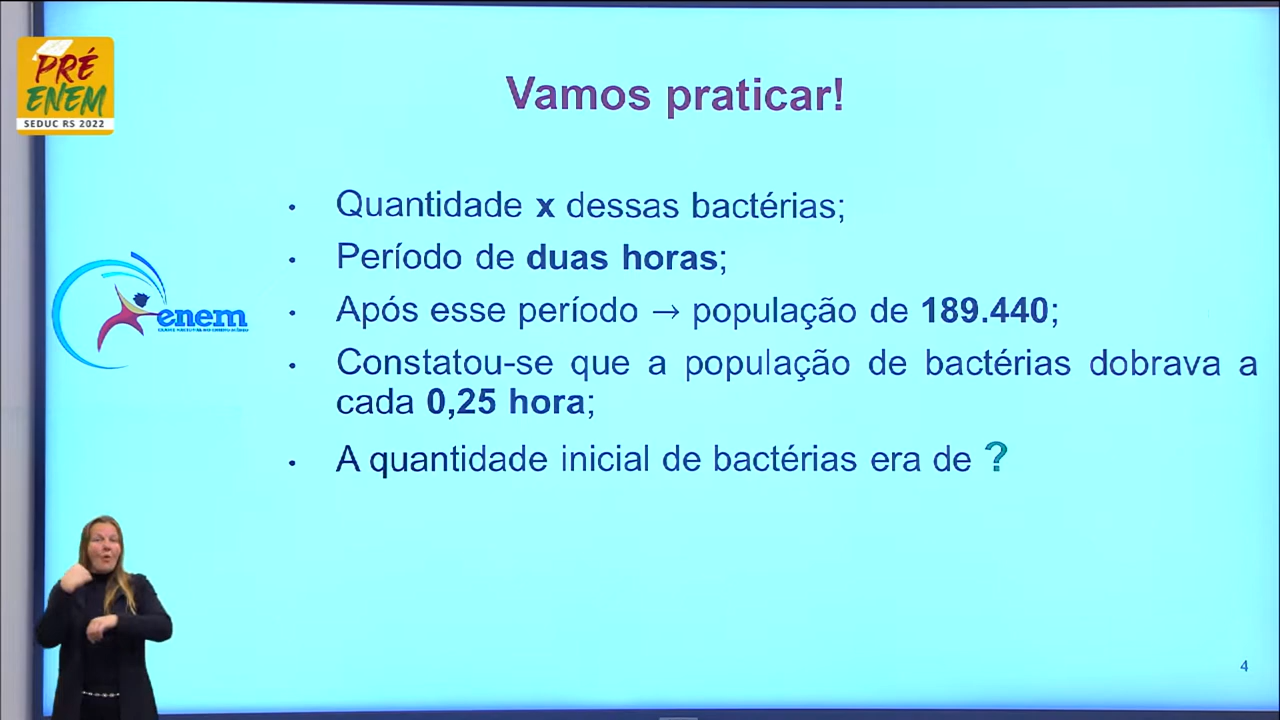 PRÉ
ENEM
SEDUC RS 2022
Vamos praticar!
• Quantidade x dessas bactérias;
• Período de duas horas;
• Após esse período → população de 189.440;
enem
• Constatou-se que a população de bactérias dobrava a
cada 0,25 hora;
• A quantidade inicial de bactérias era de ?
4